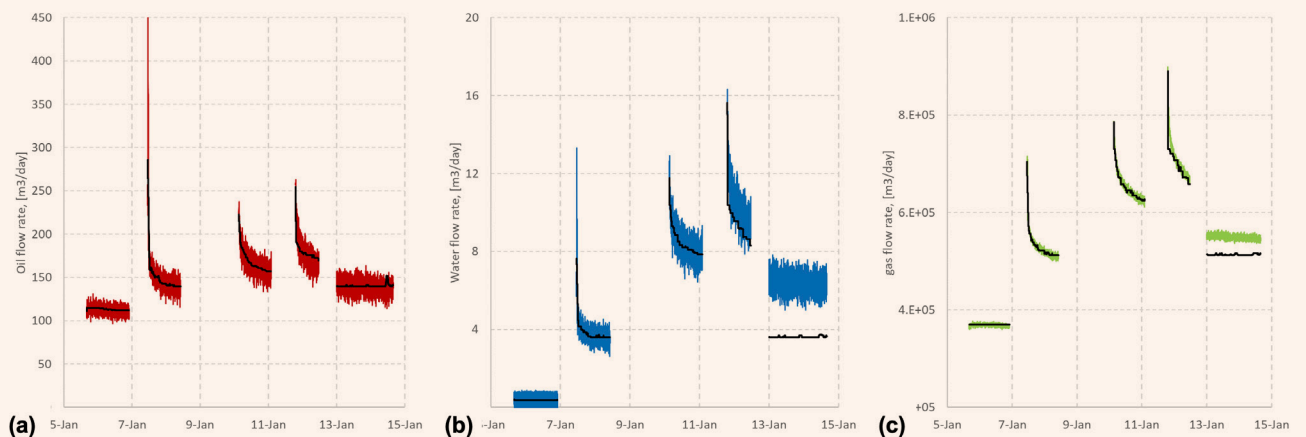 450
400
350
300
250
200
150
100
50
-
Oil flow rate, [m3/day]
(a)
5-Jan 7-Jan 9-Jan 11-Jan 13-Jan 15-Jan
20
16
12
8
4
Water flow rate, [m3/day]
(b)
-Jan 7-Jan 9-Jan 11-Jan 13-Jan 15-Jan
1.E+06
8.E+05
6.E+05
4.E+05
+05
gas flow rate, [m3/day]
(c)
5-Jan 7-Jan 9-Jan 11-Jan 13-Jan 15-Jan